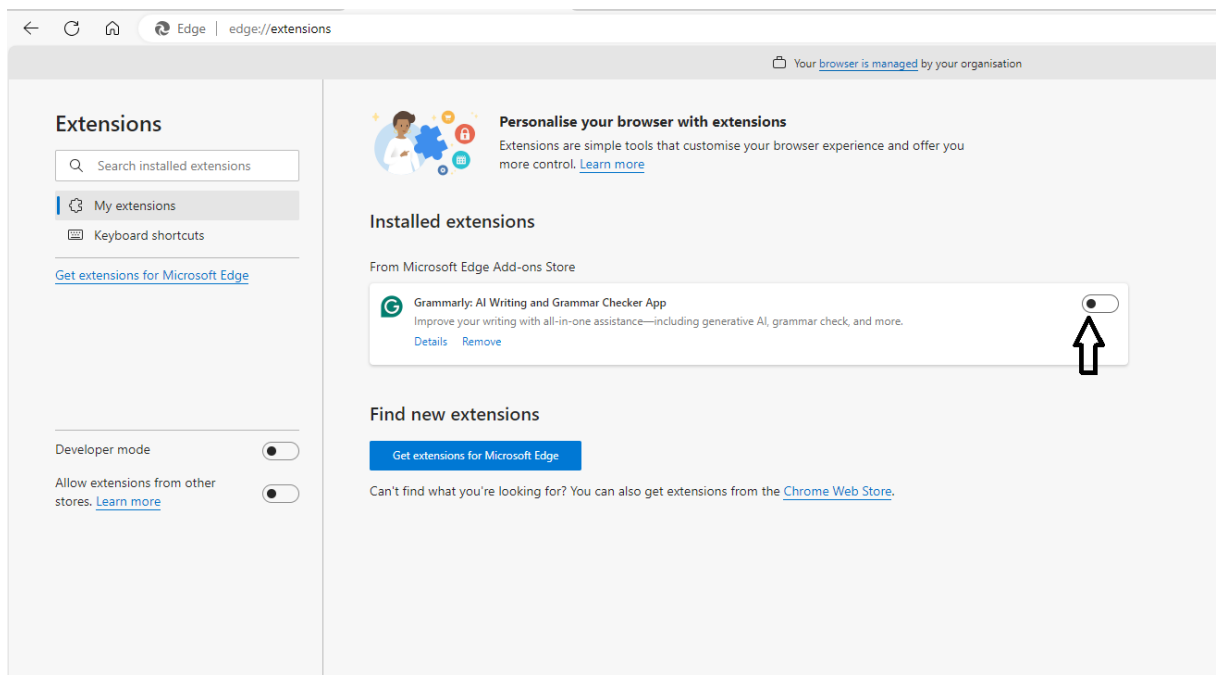 Edge | edge://extensions
Your browser is managed by your organisation
Extensions
Search installed extensions
My extensions
Keyboard shortcuts
Get extensions for Microsoft Edge
Developer mode
Allow extensions from other
stores. Learn more
Personalise your browser with extensions
Extensions are simple tools that customise your browser experience and offer you
more control. Learn more
Installed extensions
From Microsoft Edge Add-ons Store
Grammarly: AI Writing and Grammar Checker App
Improve your writing with all-in-one assistance—including generative AI, grammar check, and more.
Details Remove
Find new extensions
Get extensions for Microsoft Edge
Can't find what you're looking for? You can also get extensions from the Chrome Web Store.